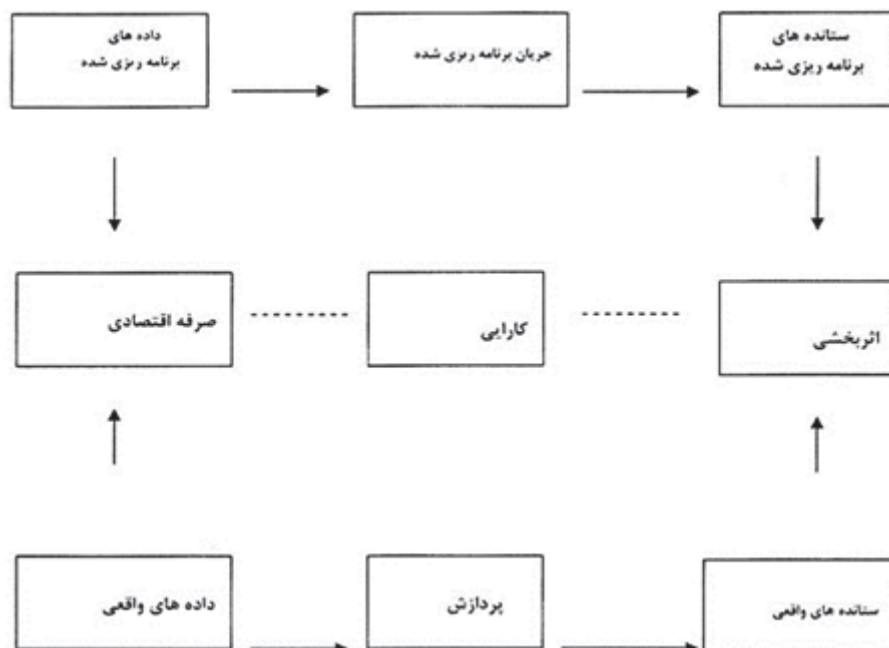 داده های
برنامه ریزی شده
جریان برنامه ریزی شده
ستانده های
برنامه ریزی شده
صرفه اقتصادی
کارایی
اثربخشی
داده های واقعی
پردازش
ستانده های واقعی